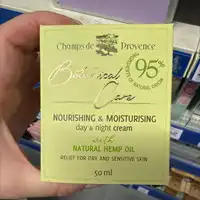 Champs de Provence
Botanical
Care
95%
NOURISHING & MOISTURISING
day & night cream
with
NATURAL HEMP OIL
RELIEF FOR DRY AND SENSITIVE SKIN
50 ml